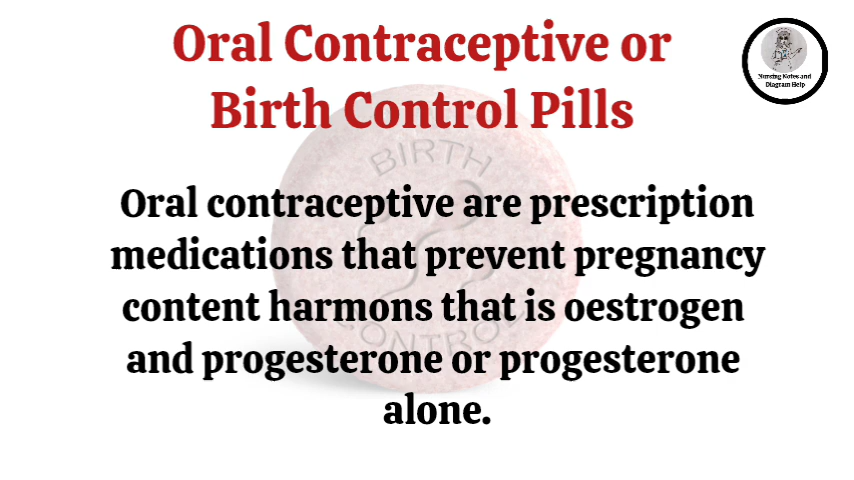 Oral Contraceptive or
Birth Control Pills
Nursing Notes and
Diagram Help
BIRTH
CONTROL
Oral contraceptive are prescription
medications that prevent pregnancy
content harmons that is oestrogen
and progesterone or progesterone
alone.